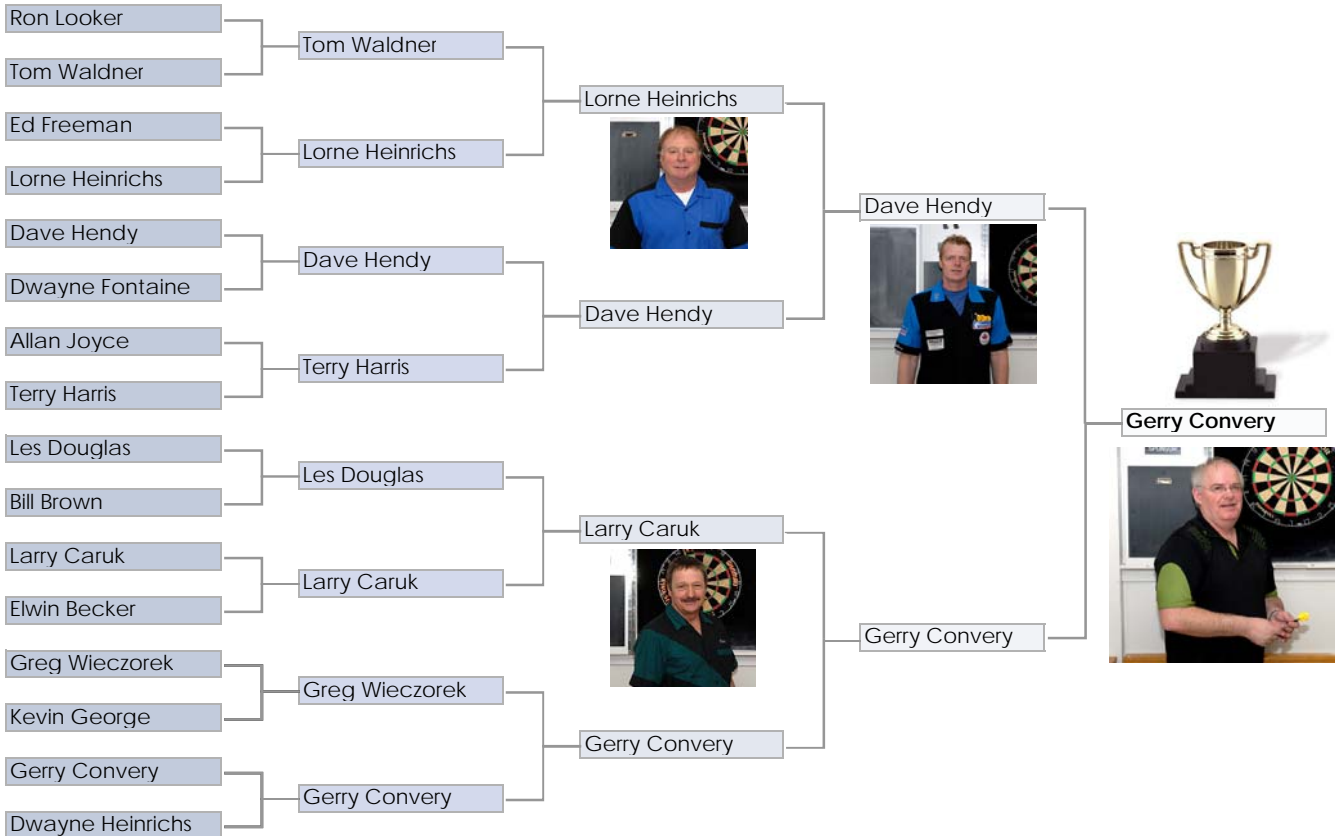 Ron Looker
Tom Waldner
Ed Freeman
Lorne Heinrichs
Dave Hendy
Dwayne Fontaine
Allan Joyce
Terry Harris
Les Douglas
Bill Brown
Larry Caruk
Elwin Becker
Greg Wieczorek
Kevin George
Gerry Convery
Dwayne Heinrichs
Tom Waldner
Lorne Heinrichs
Dave Hendy
Terry Harris
Les Douglas
Larry Caruk
Greg Wieczorek
Gerry Convery
Lorne Heinrichs
Dave Hendy
Larry Caruk
Gerry Convery
Dave Hendy
Gerry Convery
Gerry Convery